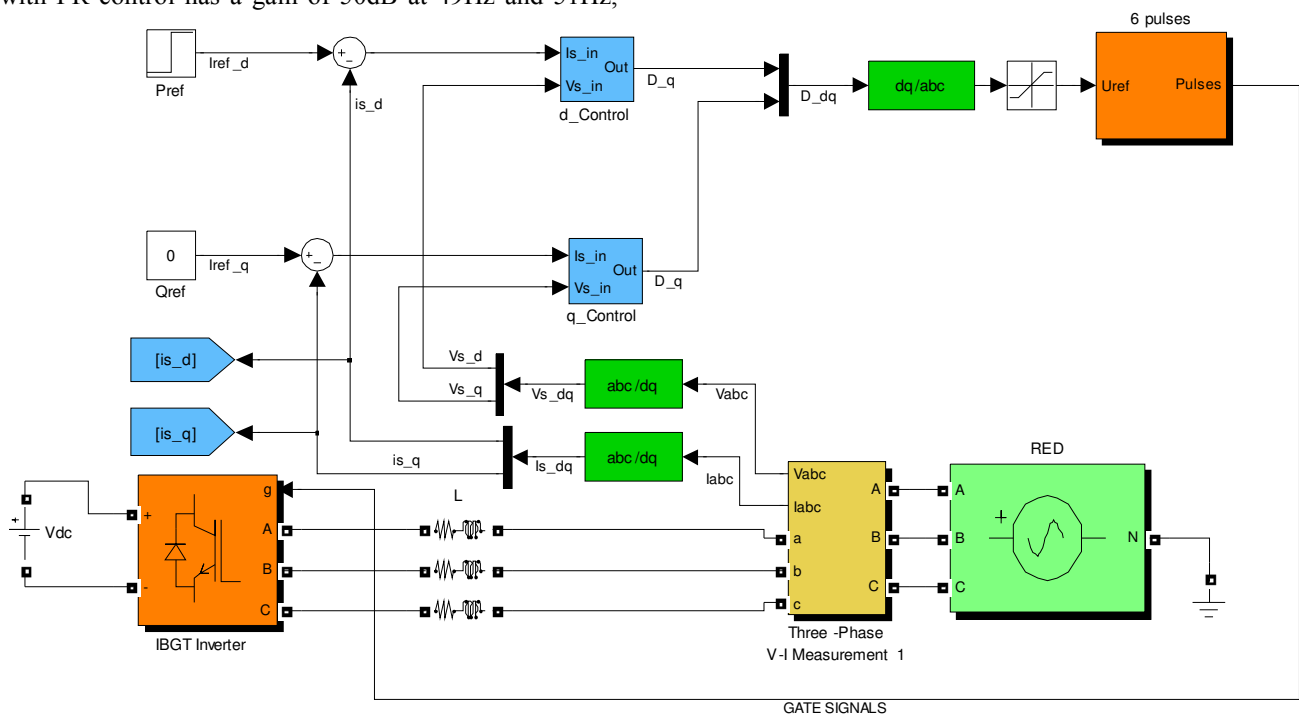 with PR control has a gain of 50dB at 49Hz and 51Hz,
6 pulses
Iref_d
Pref
+
−
is_d
Is_in
Vs_in
Out
d_Control
D_q
D_dq
dq/abc
Uref
Pulses
0
Iref_q
Qref
+
−
Is_in
Vs_in
Out
q_Control
D_q
[is_d]
[is_q]
Vs_d
Vs_q
Vs_dq
abc/dq
Vabc
is_q
Is_dq
abc/dq
Iabc
RED
Vdc
+
+
-
g
A
B
C
IBGT Inverter
L
Vabc
Iabc
a
b
c
A
B
C
Three -Phase
V-I Measurement 1
A
B
C
+
N
GATE SIGNALS